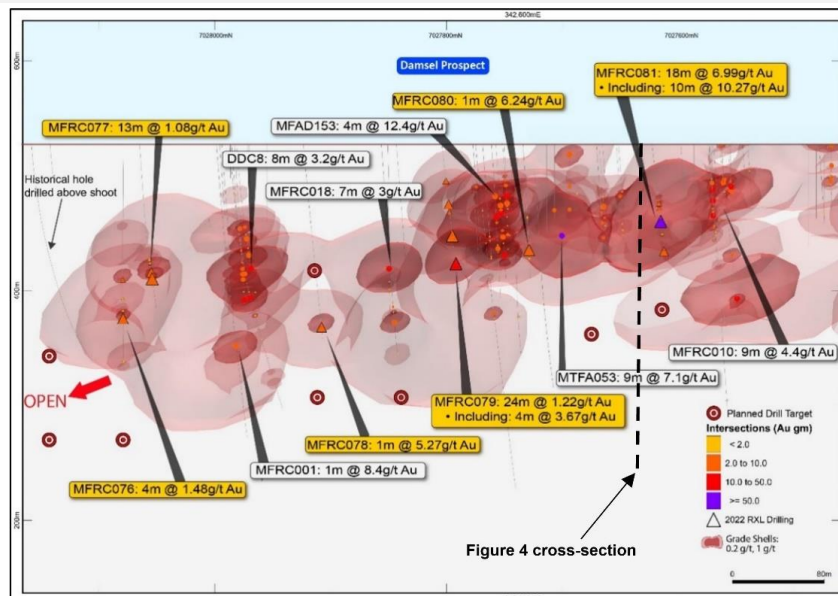 342,600mE
7028000mN
7027800mN
7027600mN
600m
Damsel Prospect
MFRC081: 18m @ 6.99g/t Au
• Including: 10m @ 10.27g/t Au
MFRC080: 1m @ 6.24g/t Au
MFRC077: 13m @ 1.08g/t Au
MFAD153: 4m @ 12.4g/t Au
DDC8: 8m @ 3.2g/t Au
Historical hole
drilled above shoot
MFRC018: 7m @ 3g/t Au
400m
MFRC010: 9m @ 4.4g/t Au
MTFA053: 9m @ 7.1g/t Au
OPEN
MFRC079: 24m @ 1.22g/t Au
• Including: 4m @ 3.67g/t Au
MFRC078: 1m @ 5.27g/t Au
MFRC001: 1m @ 8.4g/t Au
MFRC076: 4m @ 1.48g/t Au
200m
Figure 4 cross-section
Planned Drill Target
Intersections (Au gm)
< 2.0
2.0 to 10.0
10.0 to 50.0
>= 50.0
2022 RXL Drilling
Grade Shells:
0.2 g/t, 1 g/t
0
80m